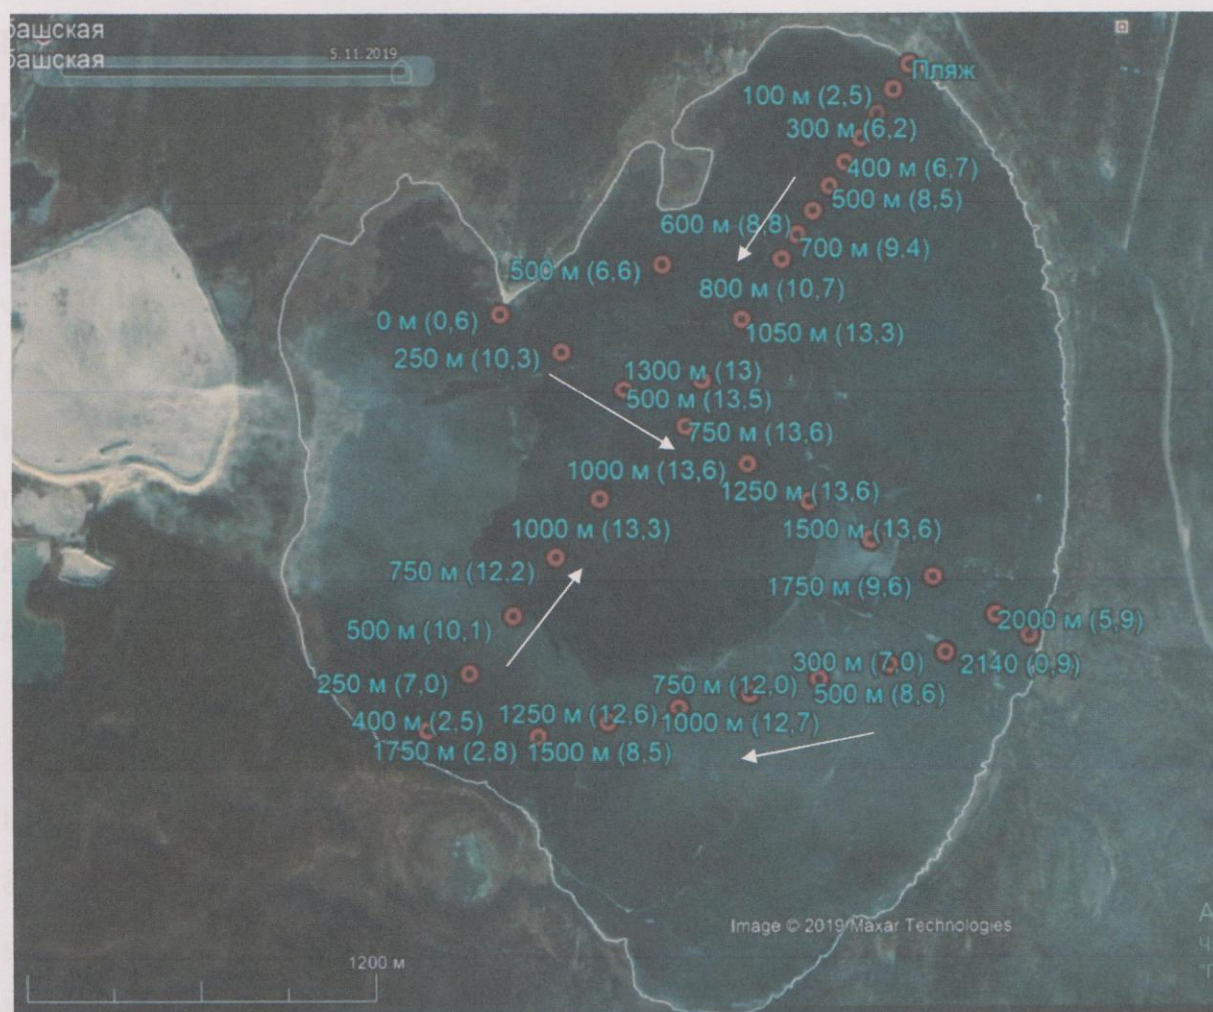 башская
башская
5.11.2019
Пляж
100 м (2,5)
300 м (6,2)
400 м (6,7)
500 м (8,5)
600 м (8,8)
700 м (9.4)
500 м (6,6)
800 м (10,7)
0 м (0,6)
1050 м (13,3)
250 м (10,3)
1300 м (13)
500 м (13,5)
750 м (13,6)
1000 м (13,6)
1250 м (13,6)
1000 м (13,3)
1500 м (13,6)
750 м (12,2)
1750 м (9,6)
500 м (10,1)
2000 м (5,9)
300 м (7,0)
2140 (0,9)
250 м (7,0)
750 м (12,0)
500 м (8,6)
400 м (2,5)
1250 м (12,6)
1000 м (12,7)
1750 м (2,8)
1500 м (8,5)
Image © 2019 Maxar Technologies
1200 м